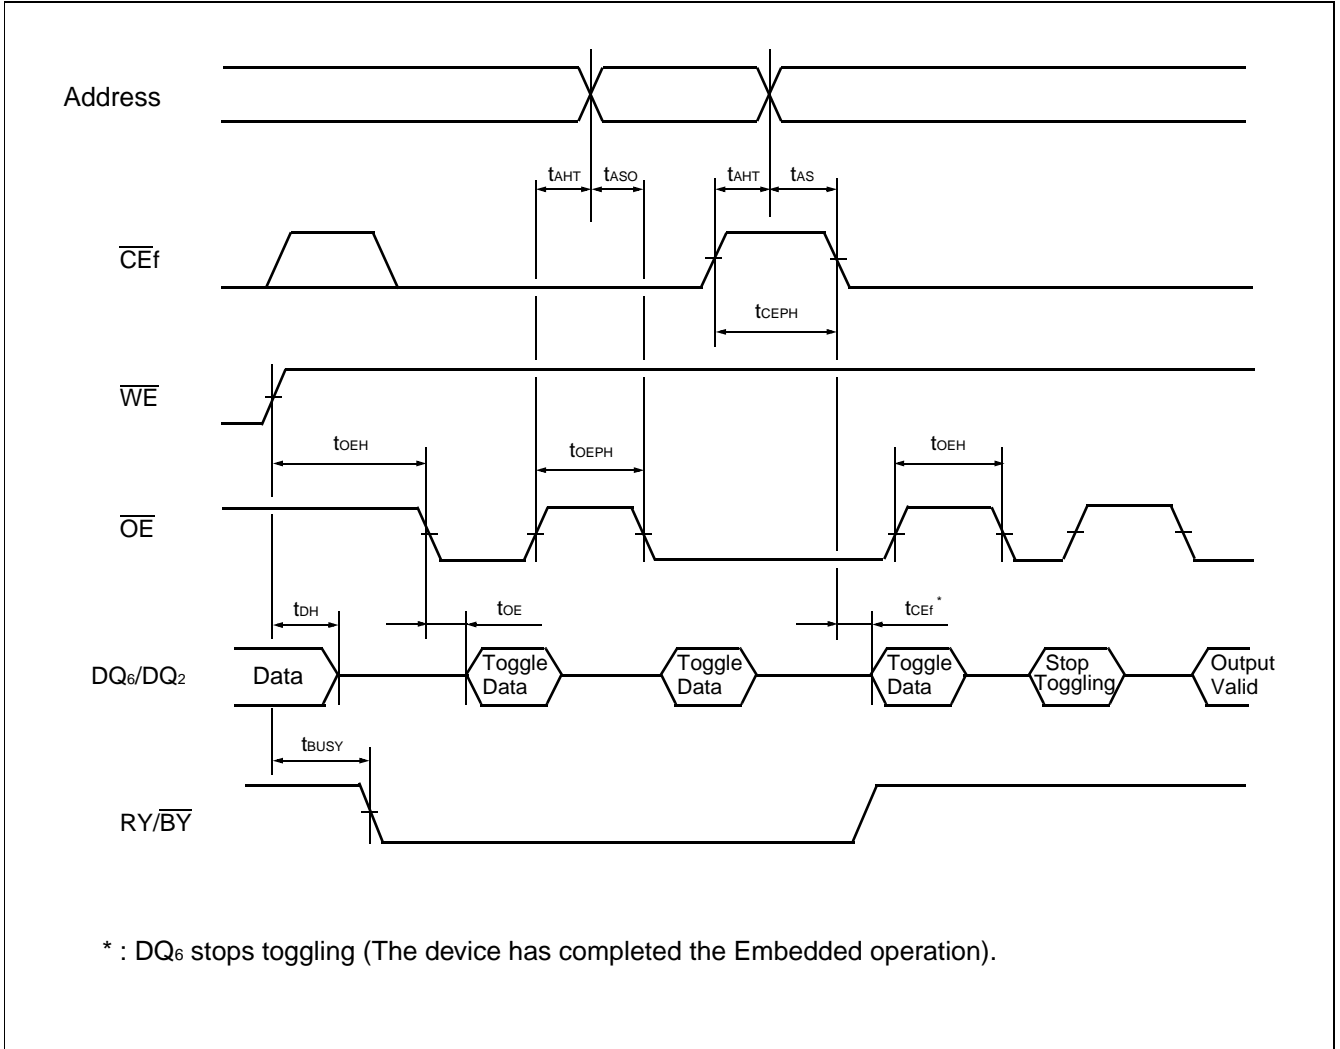 Address
tAHT tASO tAHT tAS
CEf
tCEPH
WE
tOEH tOEPH tOEH
OE
tDH tOE tCEf *
DQ6/DQ2 Data Toggle Data Toggle Data Toggle Data Stop Toggling Output Valid
tBUSY
RY/BY
* : DQ6 stops toggling (The device has completed the Embedded operation).